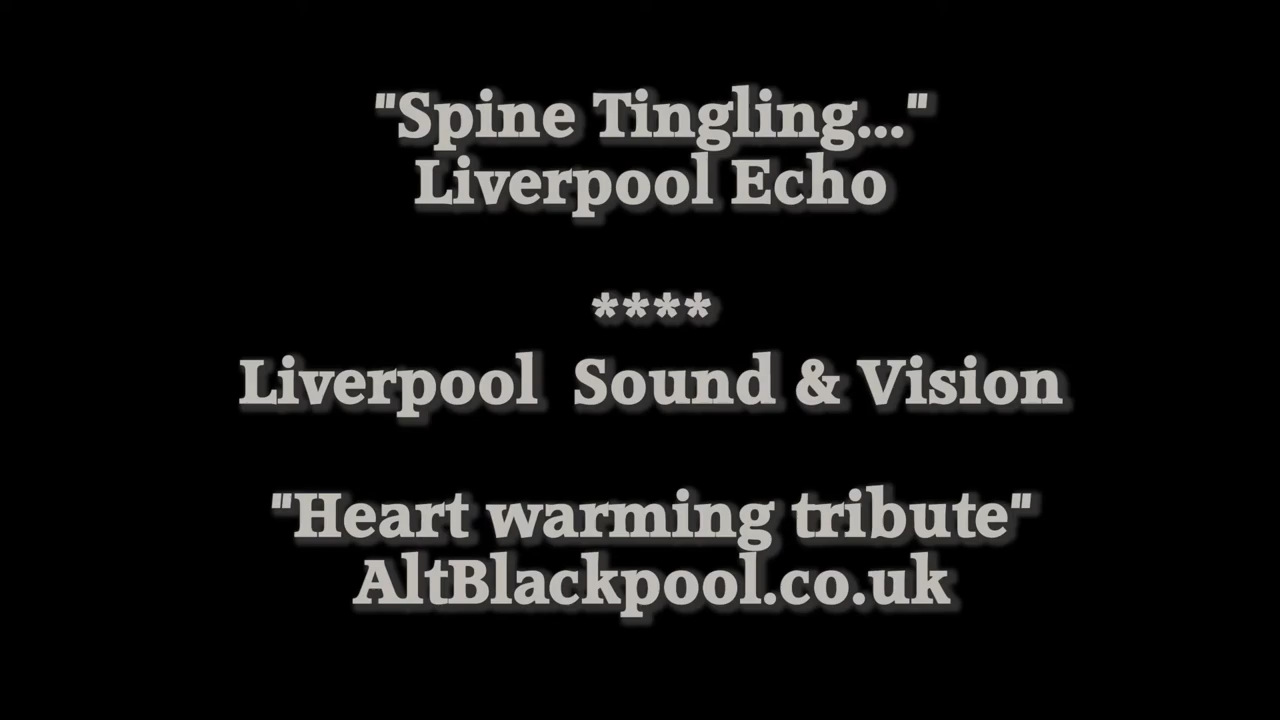 "Spine Tingling..."
Liverpool Echo
****
Liverpool Sound & Vision
"Heart warming tribute"
AltBlackpool.co.uk